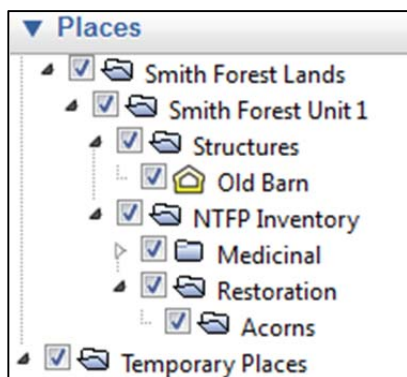 Places
Smith Forest Lands
Smith Forest Unit 1
Structures
Old Barn
NTFP Inventory
Medicinal
Restoration
Acorns
Temporary Places